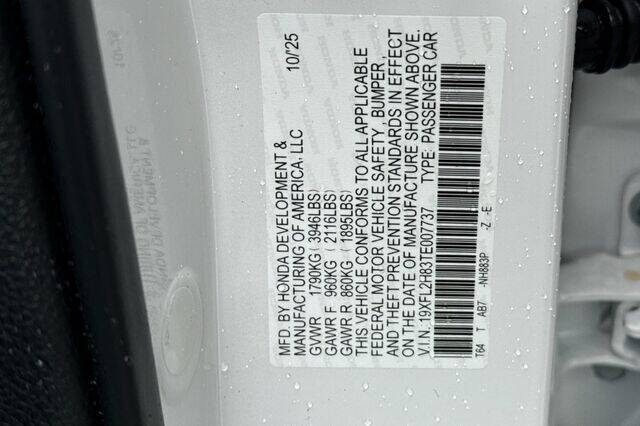 MFD. BY HONDA DEVELOPMENT & 10/25
MANUFACTURING OF AMERICA, LLC
GVWR 1790KG ( 3946LBS)
GAWR F 960KG ( 2116LBS)
GAWR R 860KG ( 1895LBS)
THIS VEHICLE CONFORMS TO ALL APPLICABLE
FEDERAL MOTOR VEHICLE SAFETY , BUMPER ,
AND THEFT PREVENTION STANDARDS IN EFFECT
ON THE DATE OF MANUFACTURE SHOWN ABOVE.
V.I.N.: 19XFL2H83TE007737 TYPE: PASSENGER CAR
T64 T AB7 -NH883P -Z -E